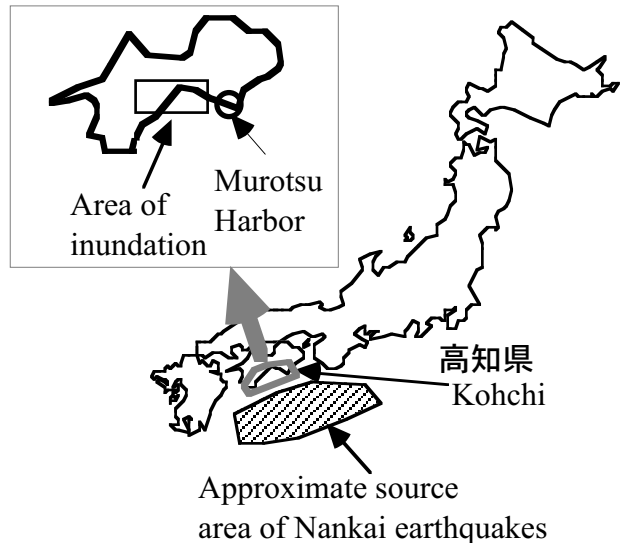 Murotsu
Harbor
Area of
inundation
高知県
Kohchi
Approximate source
area of Nankai earthquakes